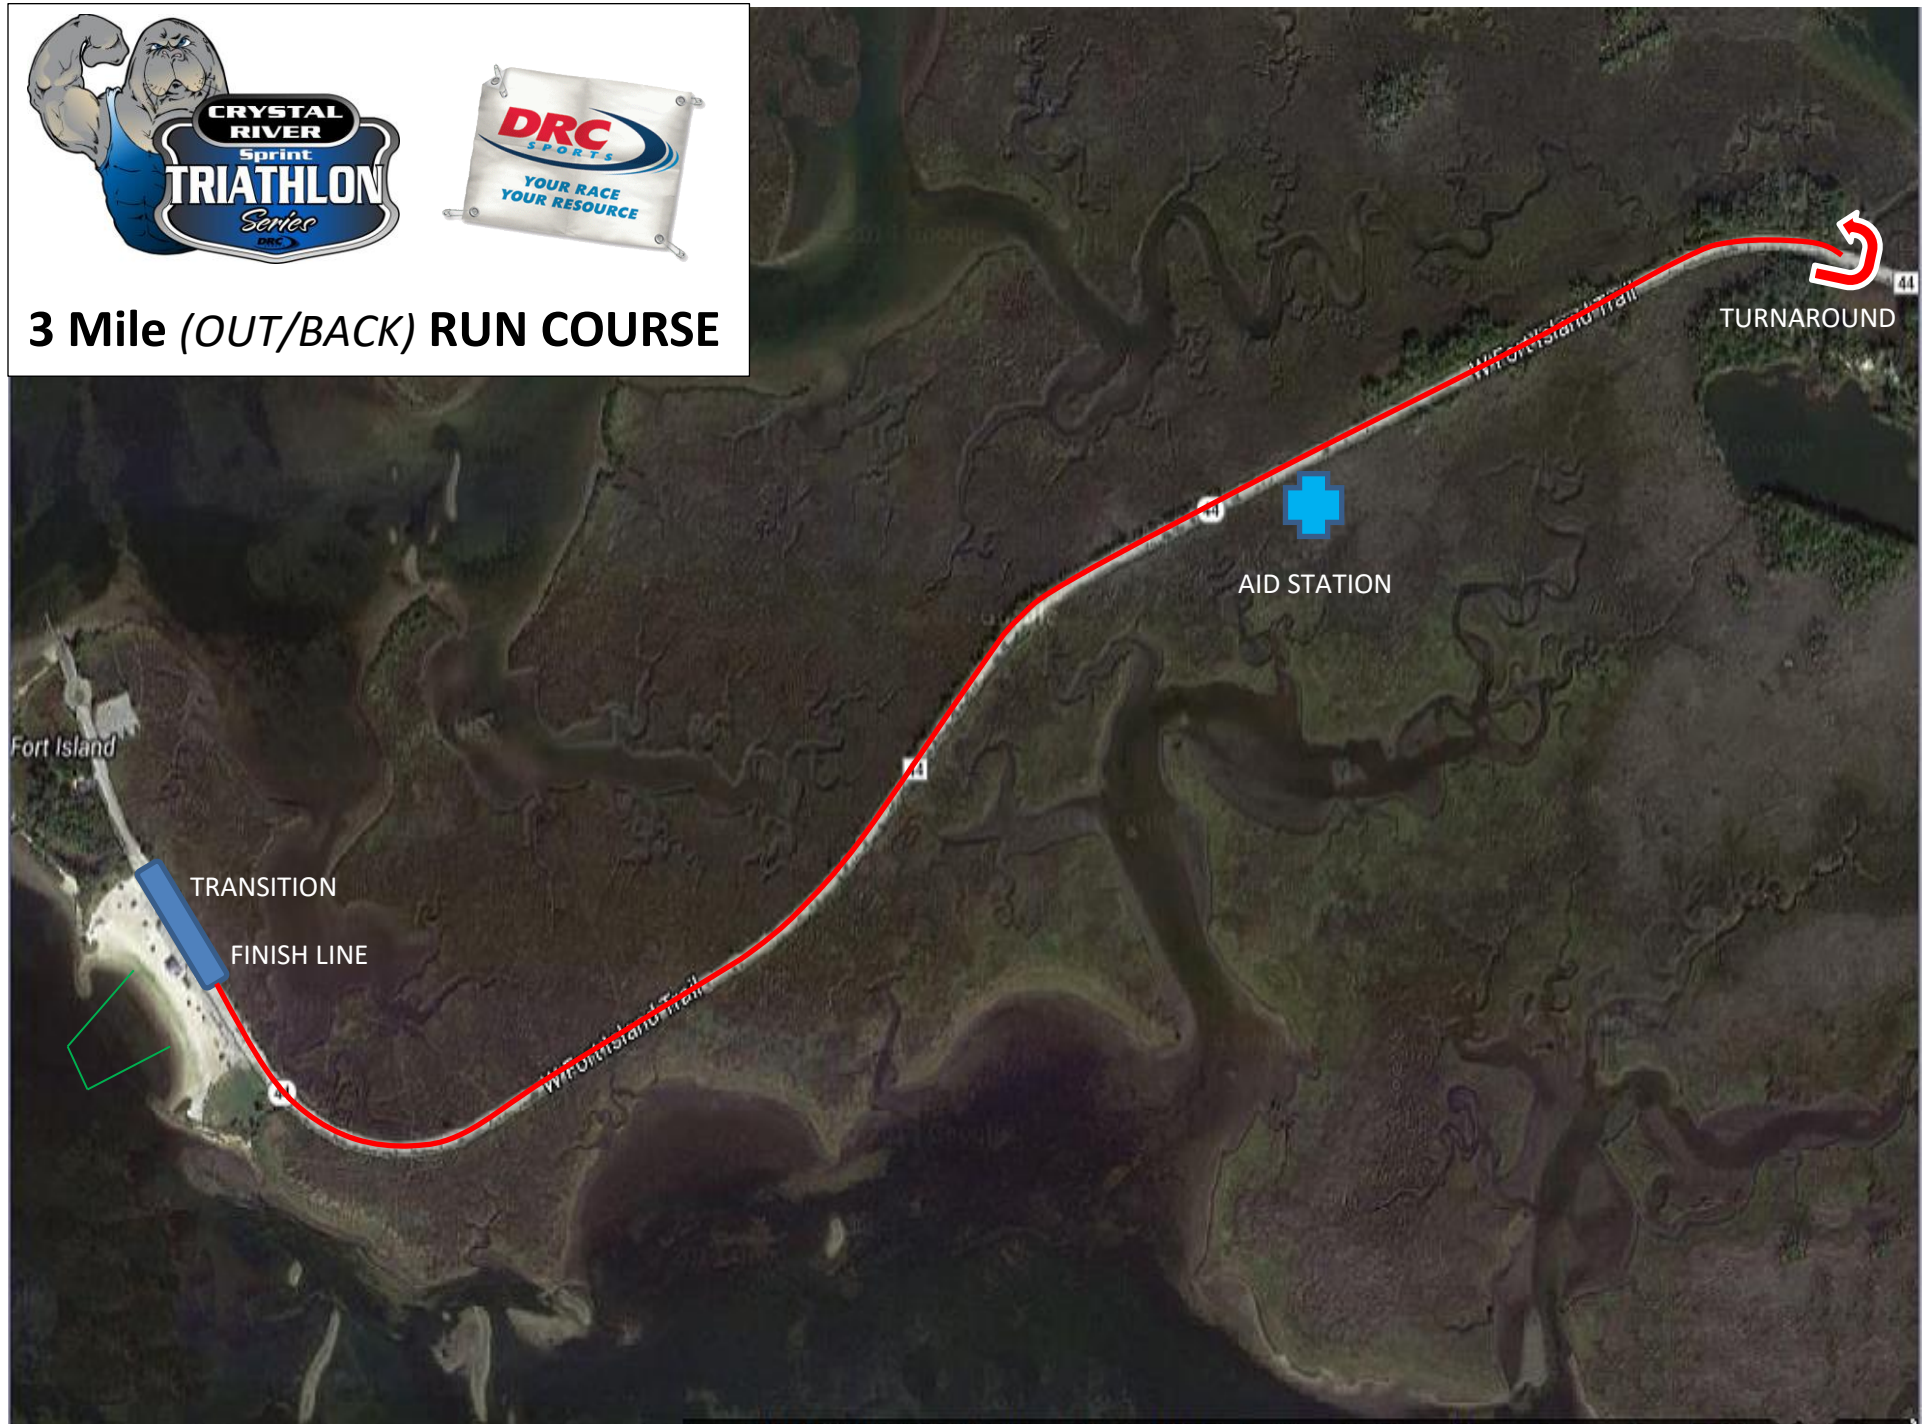 CRYSTAL
RIVER
Sprint
TRIATHLON
Series
DRC
DRC
SPORTS
YOUR RACE
YOUR RESOURCE
3 Mile (OUT/BACK) RUN COURSE
44
TURNAROUND
W Fort Island Trail
44
AID STATION
Fort Island
44
TRANSITION
FINISH LINE
W Fort Island Trail
44